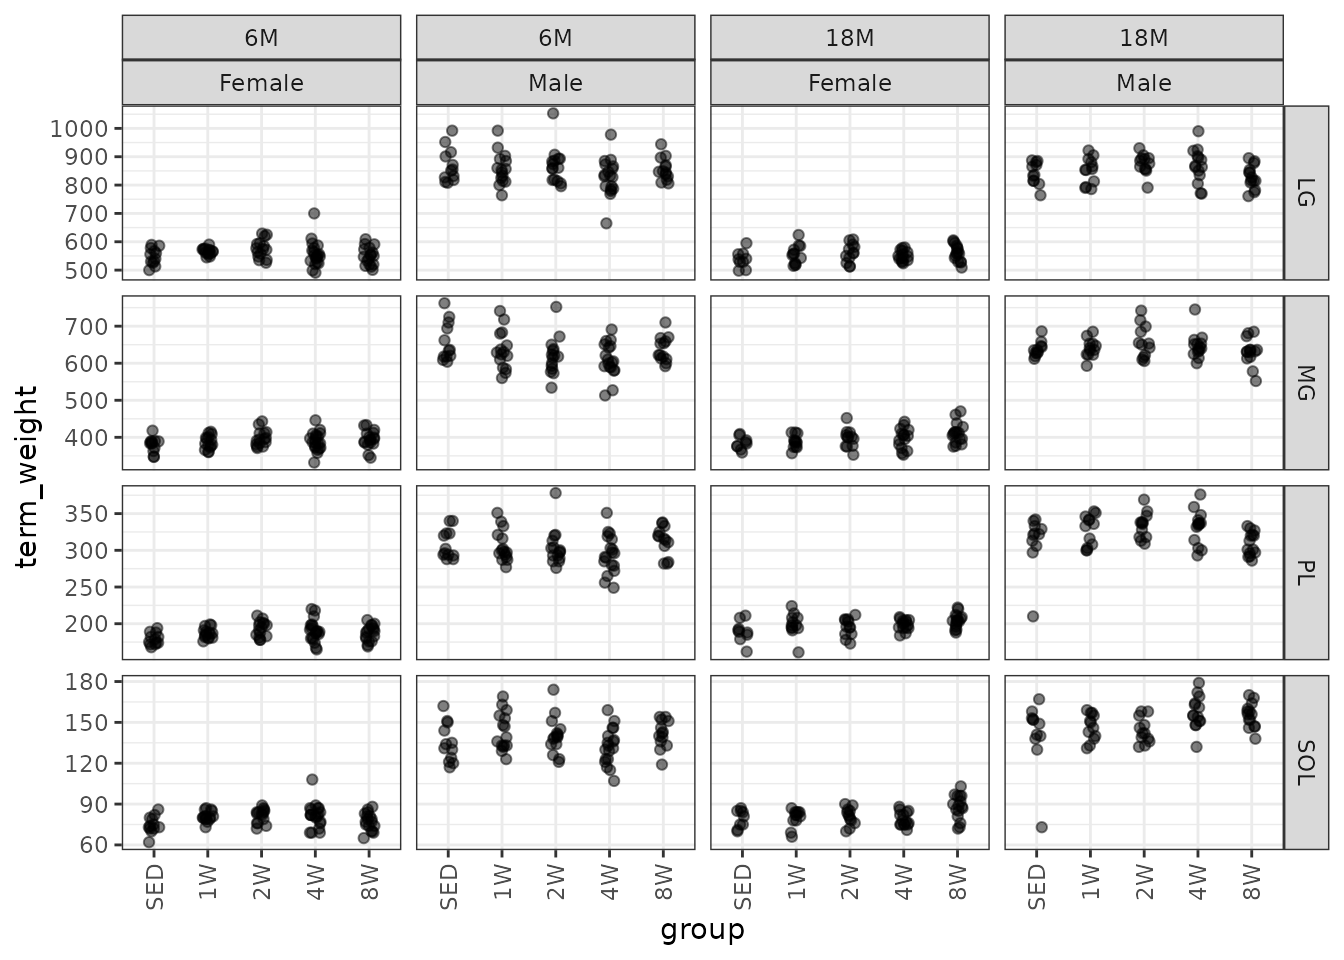 6M 6M 18M 18M
Female Male Female Male
1000
900
800
700
600
500
LG
700
600
500
400
MG
350
300
250
200
PL
180
150
120
90
60
SOL
term_weight
SED 1W 2W 4W 8W SED 1W 2W 4W 8W SED 1W 2W 4W 8W SED 1W 2W 4W 8W
group